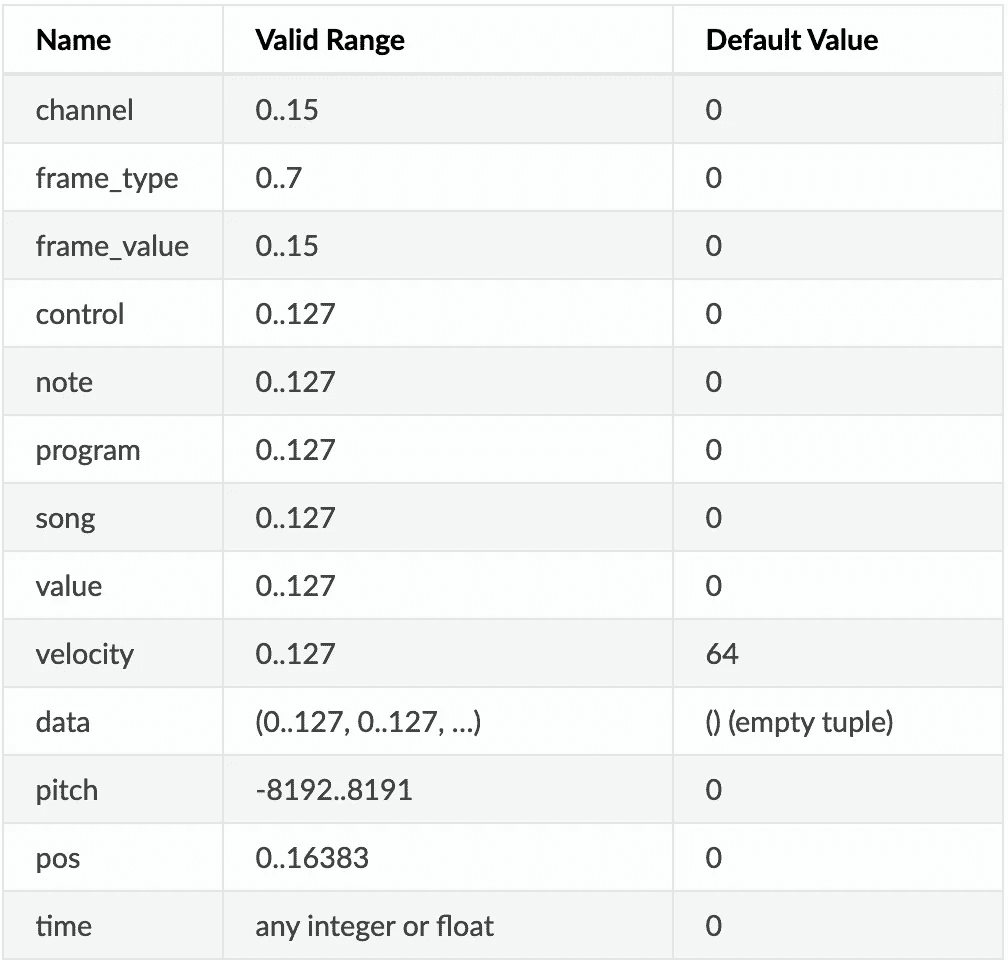 Name Valid Range Default Value
channel 0..15 0
frame_type 0..7 0
frame_value 0..15 0
control 0..127 0
note 0..127 0
program 0..127 0
song 0..127 0
value 0..127 0
velocity 0..127 64
data (0..127, 0..127, ...) () (empty tuple)
pitch -8192..8191 0
pos 0..16383 0
time any integer or float 0